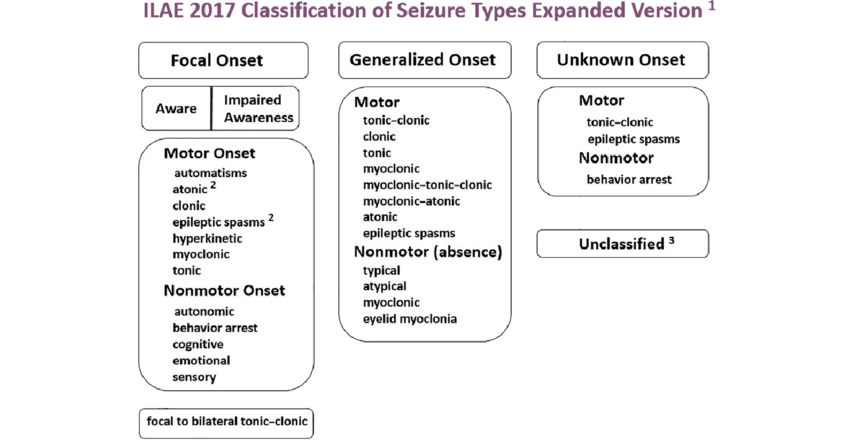 ILAE 2017 Classification of Seizure Types Expanded Version 1
Focal Onset
Aware
Impaired
Awareness
Motor Onset
automatisms
atonic 2
clonic
epileptic spasms 2
hyperkinetic
myoclonic
tonic
Nonmotor Onset
autonomic
behavior arrest
cognitive
emotional
sensory
focal to bilateral tonic–clonic
Generalized Onset
Motor
tonic–clonic
clonic
tonic
myoclonic
myoclonic–tonic–clonic
myoclonic–atonic
atonic
epileptic spasms
Nonmotor (absence)
typical
atypical
myoclonic
eyelid myoclonia
Unknown Onset
Motor
tonic–clonic
epileptic spasms
Nonmotor
behavior arrest
Unclassified 3